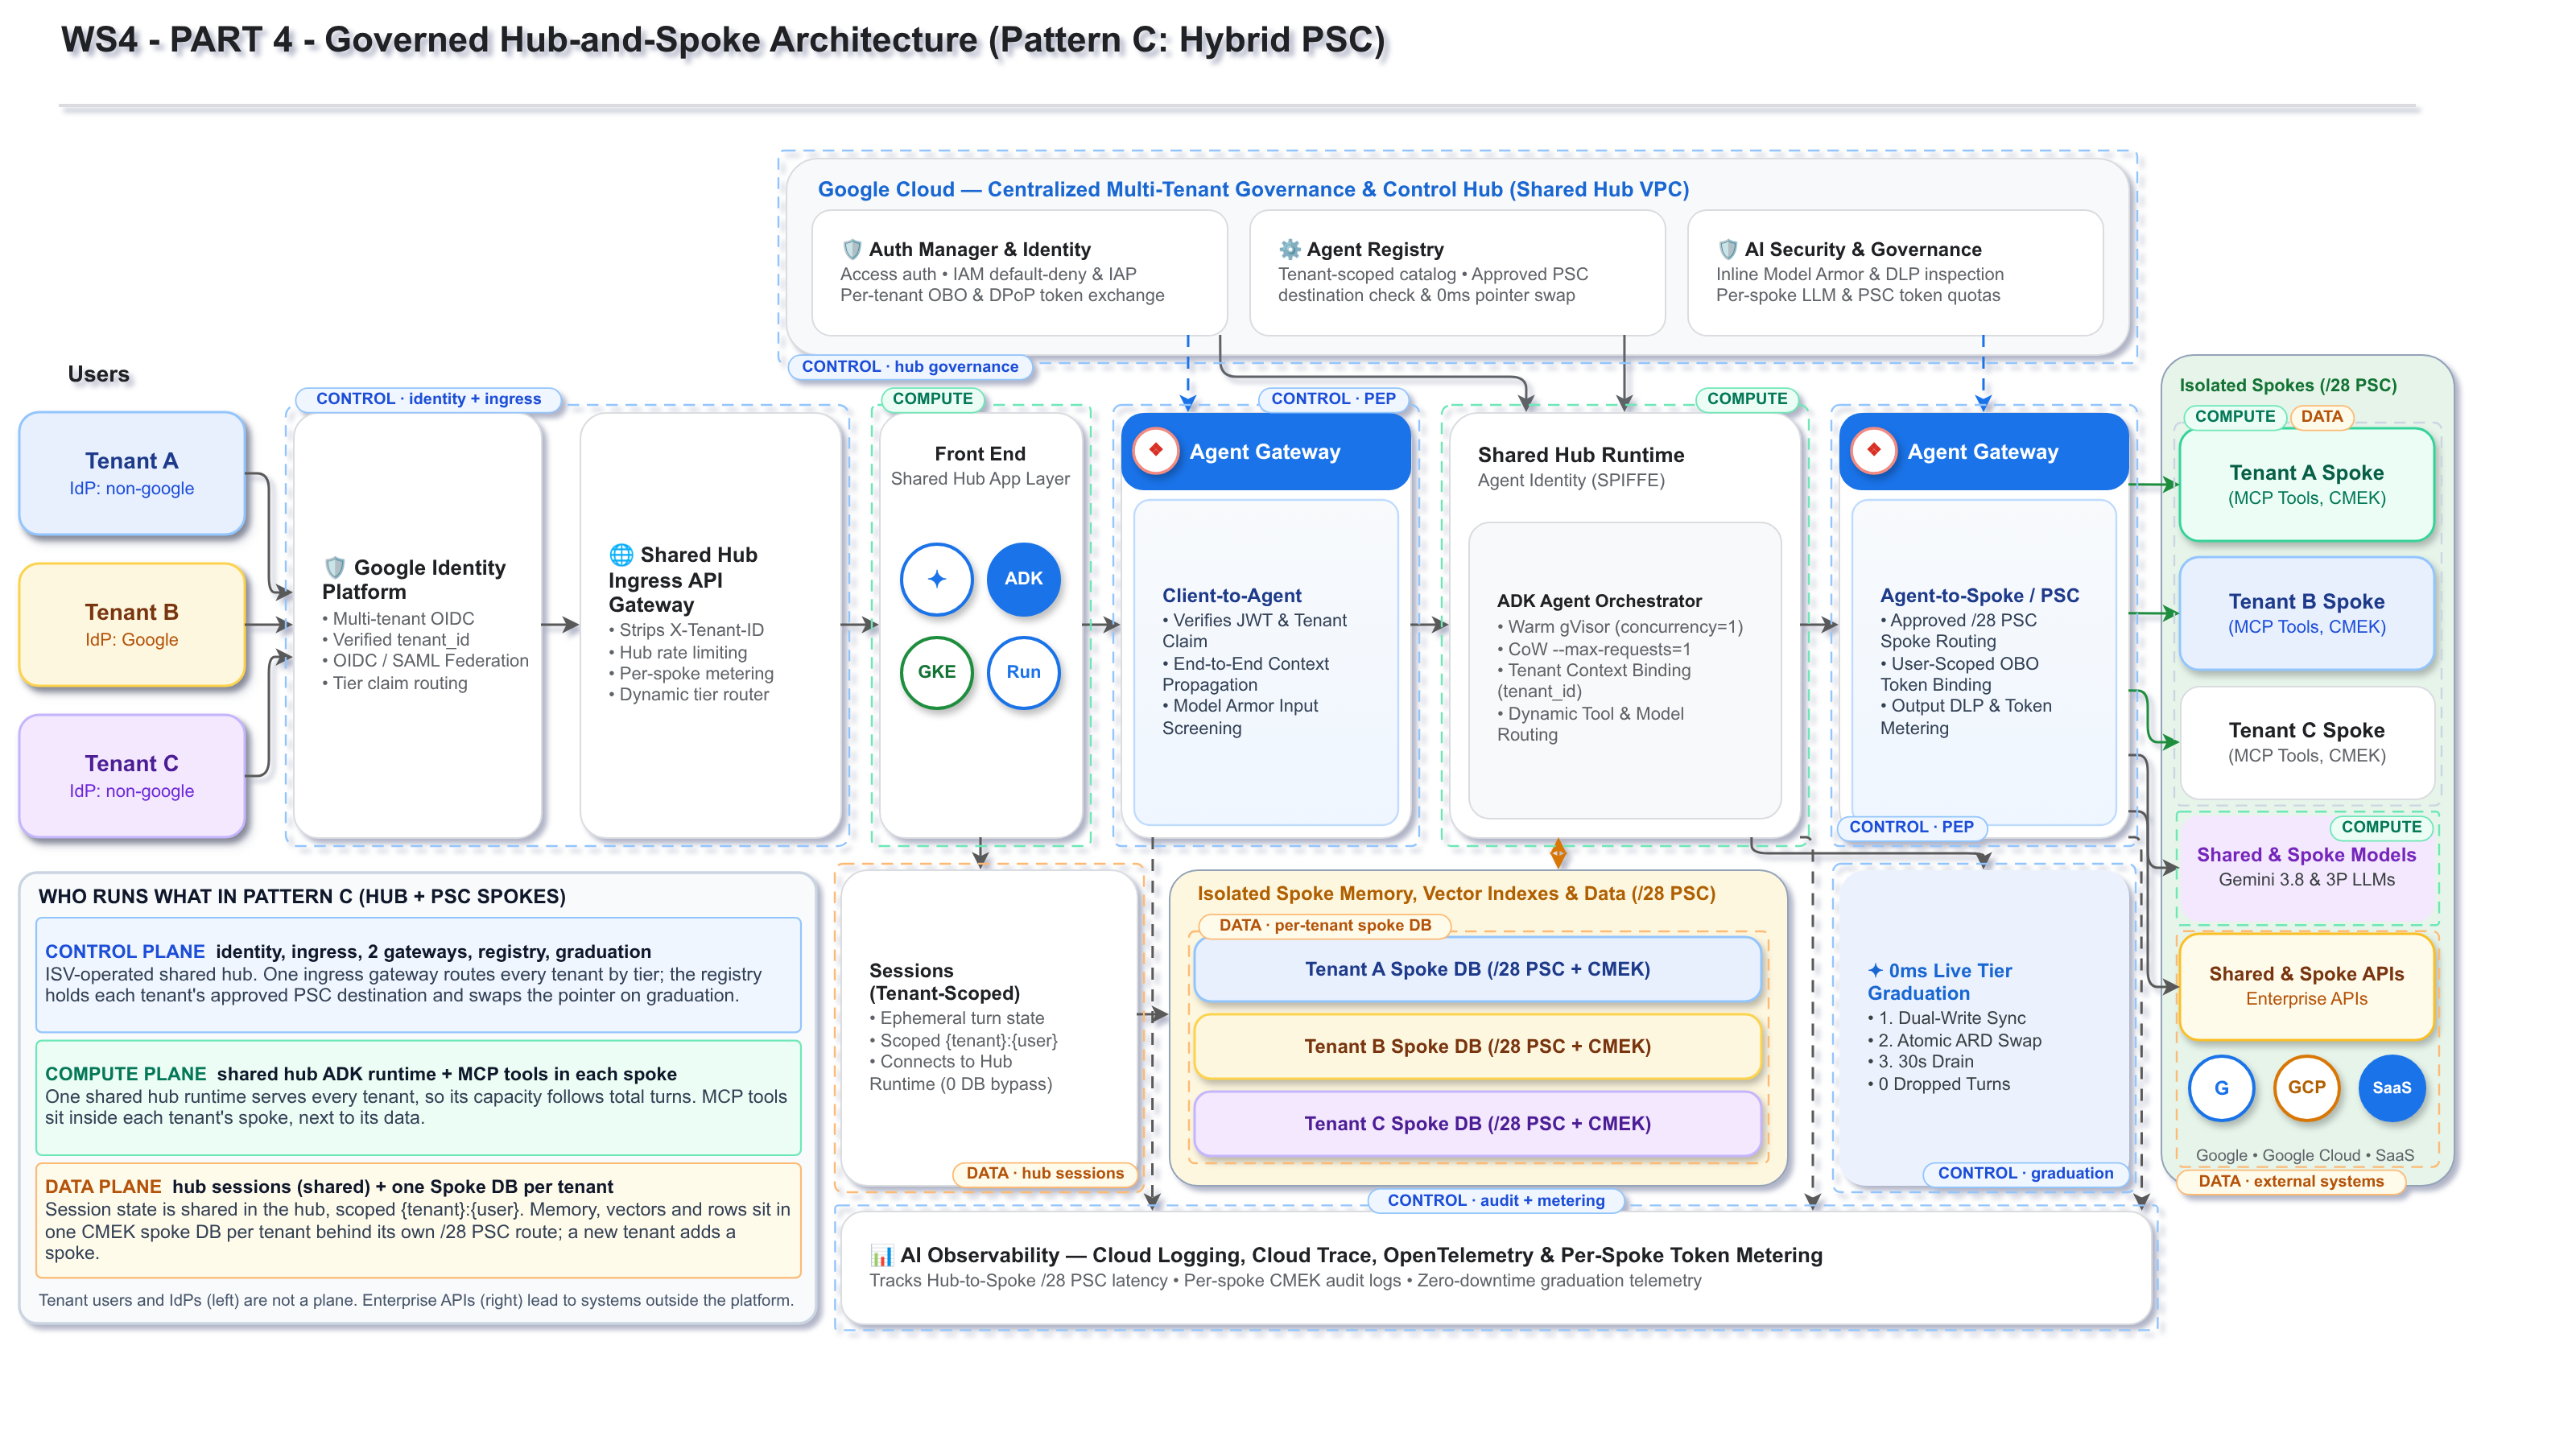 WS4 - PART 4 - Governed Hub-and-Spoke Architecture (Pattern C: Hybrid PSC)
Google Cloud — Centralized Multi-Tenant Governance & Control Hub (Shared Hub VPC)
Auth Manager & Identity
Access auth • IAM default-deny & IAP
Per-tenant OBO & DPoP token exchange
Agent Registry
Tenant-scoped catalog • Approved PSC
destination check & 0ms pointer swap
AI Security & Governance
Inline Model Armor & DLP inspection
Per-spoke LLM & PSC token quotas
CONTROL · hub governance
Users
Tenant A
IdP: non-google
Tenant B
IdP: Google
Tenant C
IdP: non-google
CONTROL · identity + ingress
Google Identity
Platform
• Multi-tenant OIDC
• Verified tenant_id
• OIDC / SAML Federation
• Tier claim routing
Shared Hub
Ingress API
Gateway
• Strips X-Tenant-ID
• Hub rate limiting
• Per-spoke metering
• Dynamic tier router
COMPUTE
Front End
Shared Hub App Layer
ADK
GKE
Run
CONTROL · PEP
Agent Gateway
Client-to-Agent
• Verifies JWT & Tenant
Claim
• End-to-End Context
Propagation
• Model Armor Input
Screening
COMPUTE
Shared Hub Runtime
Agent Identity (SPIFFE)
ADK Agent Orchestrator
• Warm gVisor (concurrency=1)
• CoW --max-requests=1
• Tenant Context Binding
(tenant_id)
• Dynamic Tool & Model
Routing
Agent Gateway
Agent-to-Spoke / PSC
• Approved /28 PSC
Spoke Routing
• User-Scoped OBO
Token Binding
• Output DLP & Token
Metering
CONTROL · PEP
Isolated Spokes (/28 PSC)
COMPUTE
DATA
Tenant A Spoke
(MCP Tools, CMEK)
Tenant B Spoke
(MCP Tools, CMEK)
Tenant C Spoke
(MCP Tools, CMEK)
COMPUTE
Shared & Spoke Models
Gemini 3.8 & 3P LLMs
Shared & Spoke APIs
Enterprise APIs
G
GCP
SaaS
Google • Google Cloud • SaaS
DATA · external systems
WHO RUNS WHAT IN PATTERN C (HUB + PSC SPOKES)
CONTROL PLANE identity, ingress, 2 gateways, registry, graduation
ISV-operated shared hub. One ingress gateway routes every tenant by tier; the registry
holds each tenant's approved PSC destination and swaps the pointer on graduation.
COMPUTE PLANE shared hub ADK runtime + MCP tools in each spoke
One shared hub runtime serves every tenant, so its capacity follows total turns. MCP tools
sit inside each tenant's spoke, next to its data.
DATA PLANE hub sessions (shared) + one Spoke DB per tenant
Session state is shared in the hub, scoped {tenant}:{user}. Memory, vectors and rows sit in
one CMEK spoke DB per tenant behind its own /28 PSC route; a new tenant adds a
spoke.
Tenant users and IdPs (left) are not a plane. Enterprise APIs (right) lead to systems outside the platform.
Sessions
(Tenant-Scoped)
• Ephemeral turn state
• Scoped {tenant}:{user}
• Connects to Hub
Runtime (0 DB bypass)
DATA · hub sessions
Isolated Spoke Memory, Vector Indexes & Data (/28 PSC)
DATA · per-tenant spoke DB
Tenant A Spoke DB (/28 PSC + CMEK)
Tenant B Spoke DB (/28 PSC + CMEK)
Tenant C Spoke DB (/28 PSC + CMEK)
✦ 0ms Live Tier
Graduation
• 1. Dual-Write Sync
• 2. Atomic ARD Swap
• 3. 30s Drain
• 0 Dropped Turns
CONTROL · graduation
CONTROL · audit + metering
AI Observability — Cloud Logging, Cloud Trace, OpenTelemetry & Per-Spoke Token Metering
Tracks Hub-to-Spoke /28 PSC latency • Per-spoke CMEK audit logs • Zero-downtime graduation telemetry